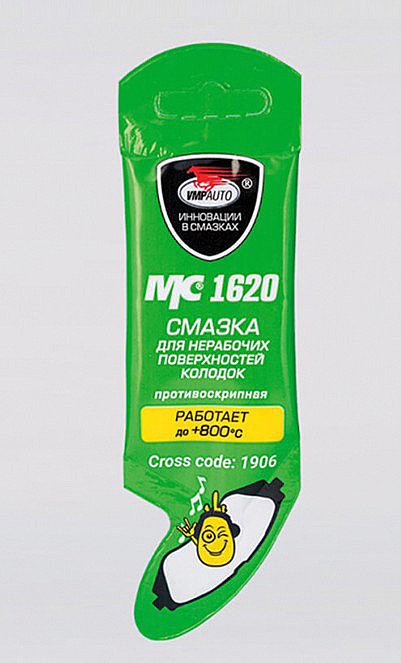 VMPAUTO ®
ИННОВАЦИИ
В СМАЗКАХ
МС® 1620
СМАЗКА
ДЛЯ НЕРАБОЧИХ
ПОВЕРХНОСТЕЙ
КОЛОДОК
противоскрипная
РАБОТАЕТ
до +800°С
Cross code: 1906